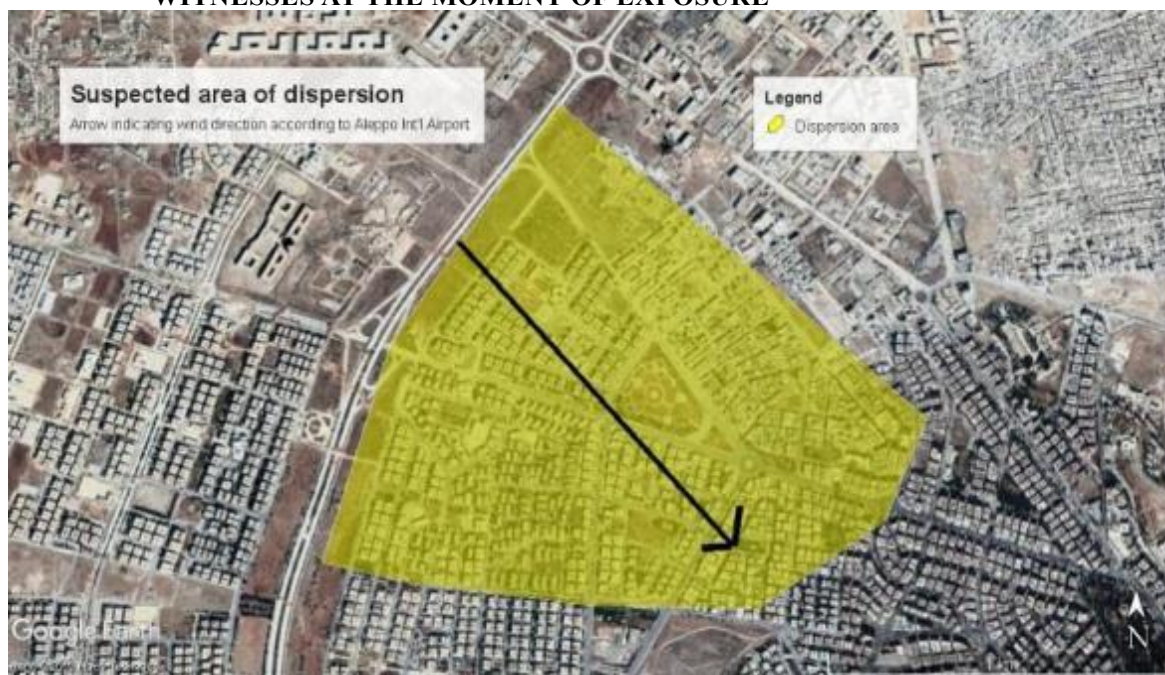 WITNESSES AT THE MOMENT OF EXPOSURE
Suspected area of dispersion
Arrow indicating wind direction according to Aleppo Int'l Airport
Legend
Dispersion area
Google Earth
N